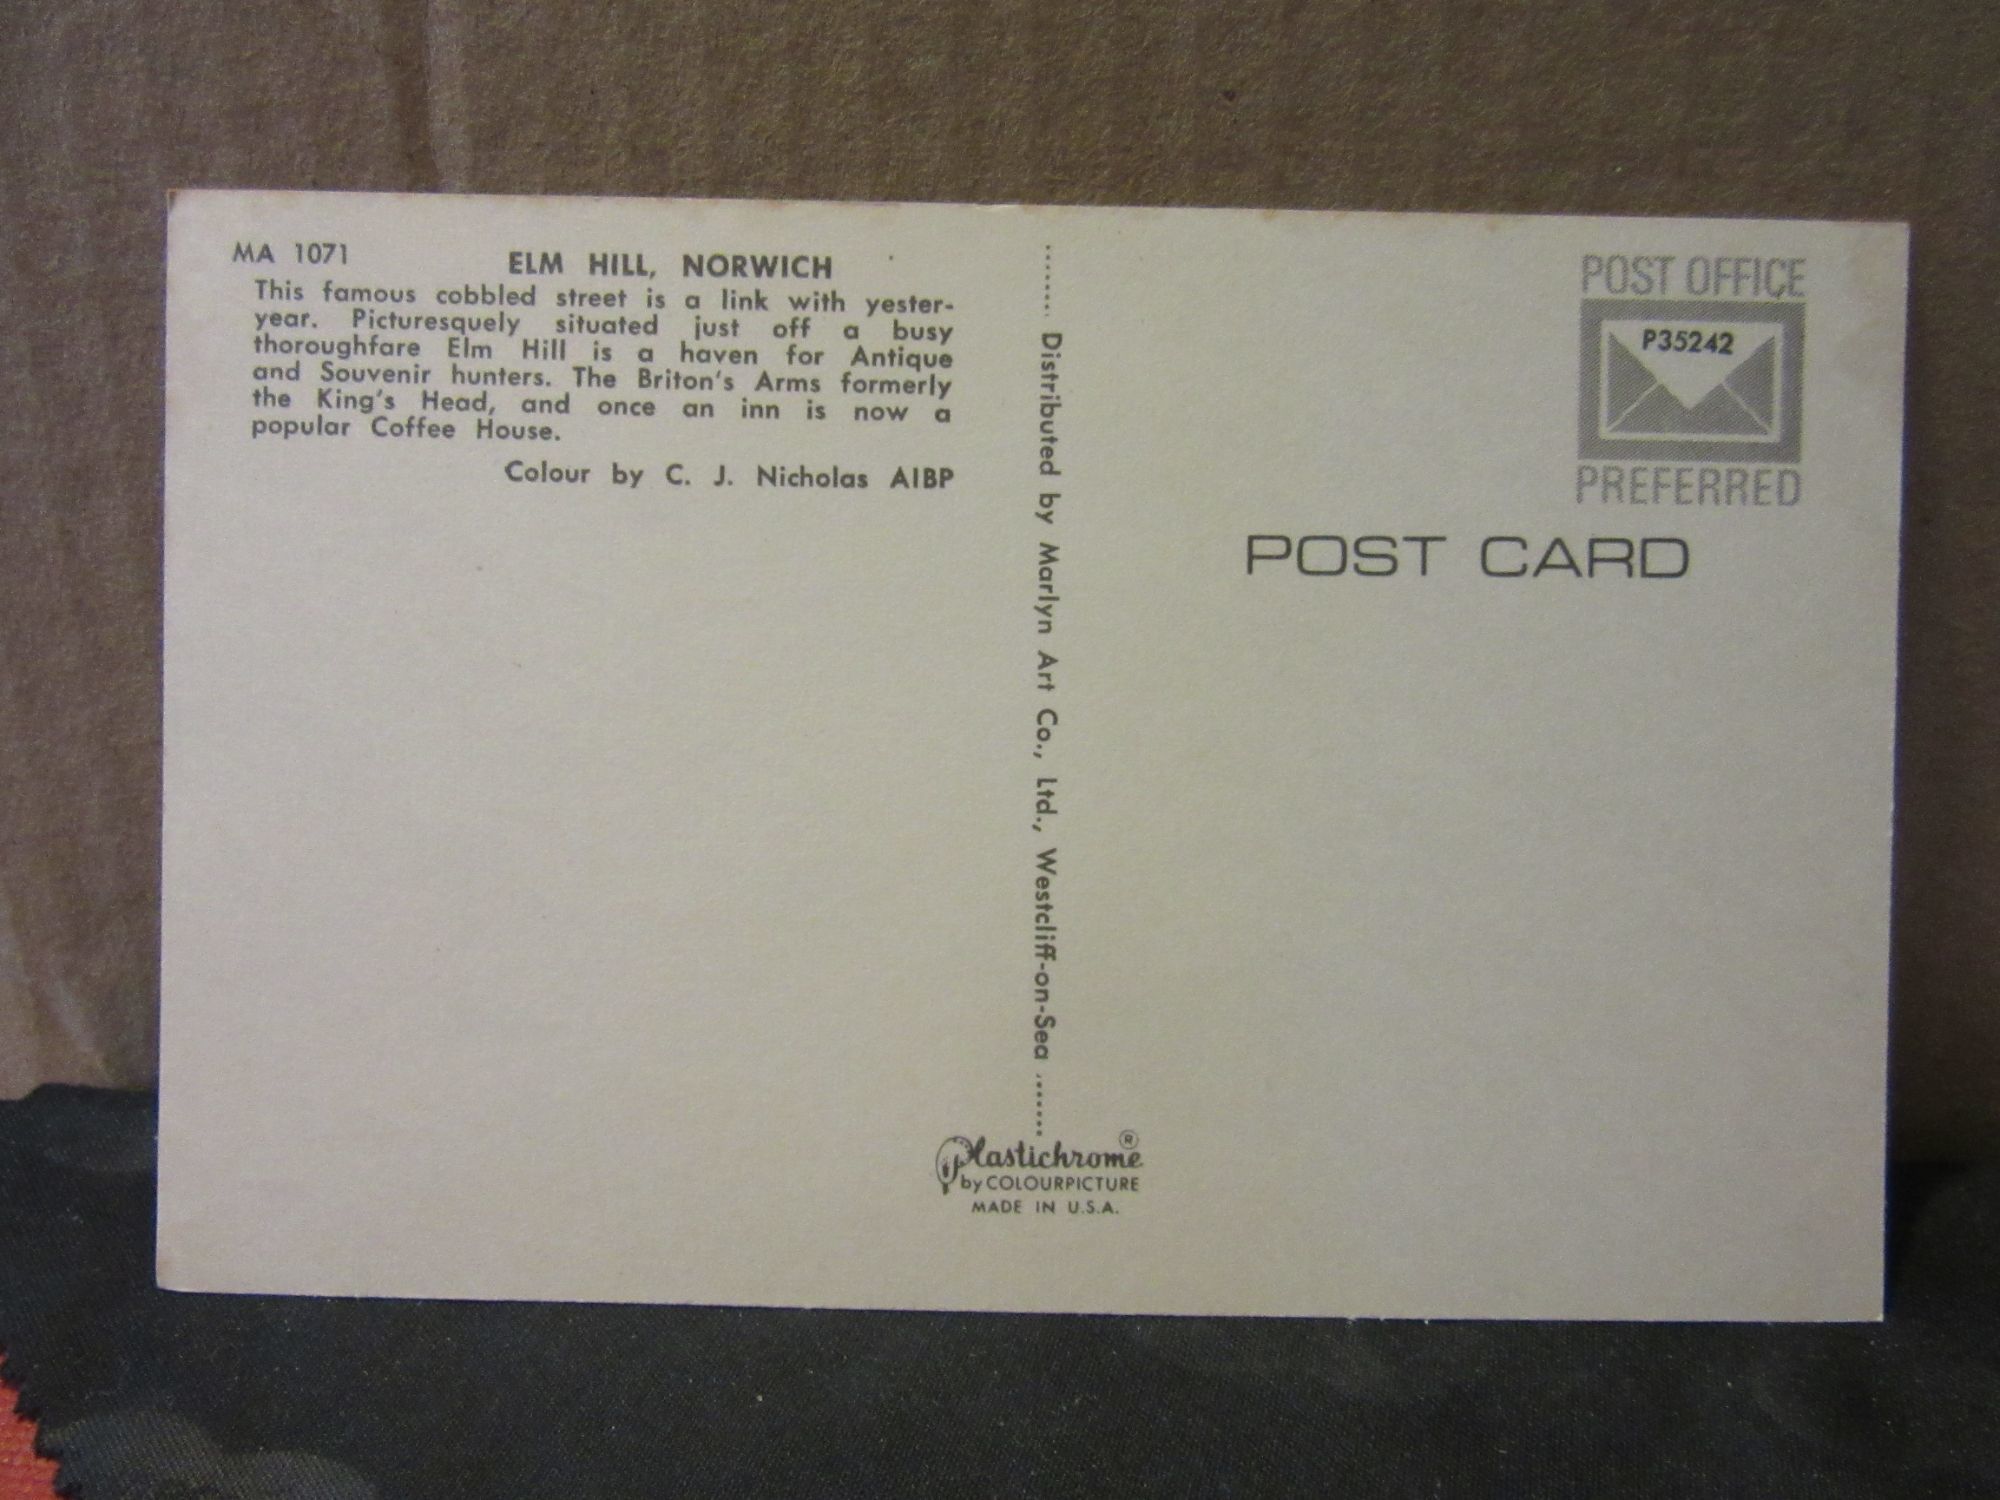 MA 1071
ELM HILL, NORWICH
This famous cobbled street is a link with yester-
year. Picturesquely situated just off a busy
thoroughfare Elm Hill is a haven for Antique
and Souvenir hunters. The Briton's Arms formerly
the King's Head, and once an inn is now a
popular Coffee House.
Colour by C. J. Nicholas AIBP
Distributed by Marlyn Art Co., Ltd., Westcliff-on-Sea
Plastichrome ®
by COLOURPICTURE
MADE IN U.S.A.
POST OFFICE
P35242
PREFERRED
POST CARD